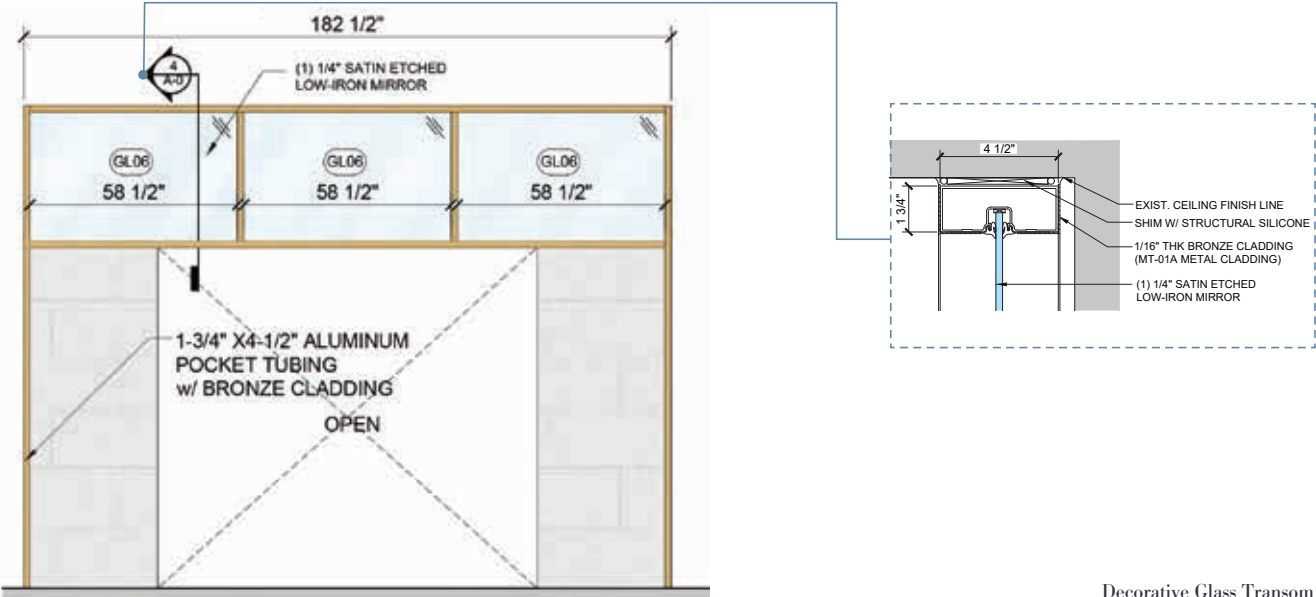 182 1/2"
4
A-0
(1) 1/4" SATIN ETCHED
LOW-IRON MIRROR
GL06
58 1/2"
GL06
58 1/2"
GL06
58 1/2"
1-3/4" X4-1/2" ALUMINUM
POCKET TUBING
w/ BRONZE CLADDING
OPEN
4 1/2"
1 3/4"
EXIST. CEILING FINISH LINE
SHIM W/ STRUCTURAL SILICONE
1/16" THK BRONZE CLADDING
(MT-01A METAL CLADDING)
(1) 1/4" SATIN ETCHED
LOW-IRON MIRROR
Decorative Glass Transom